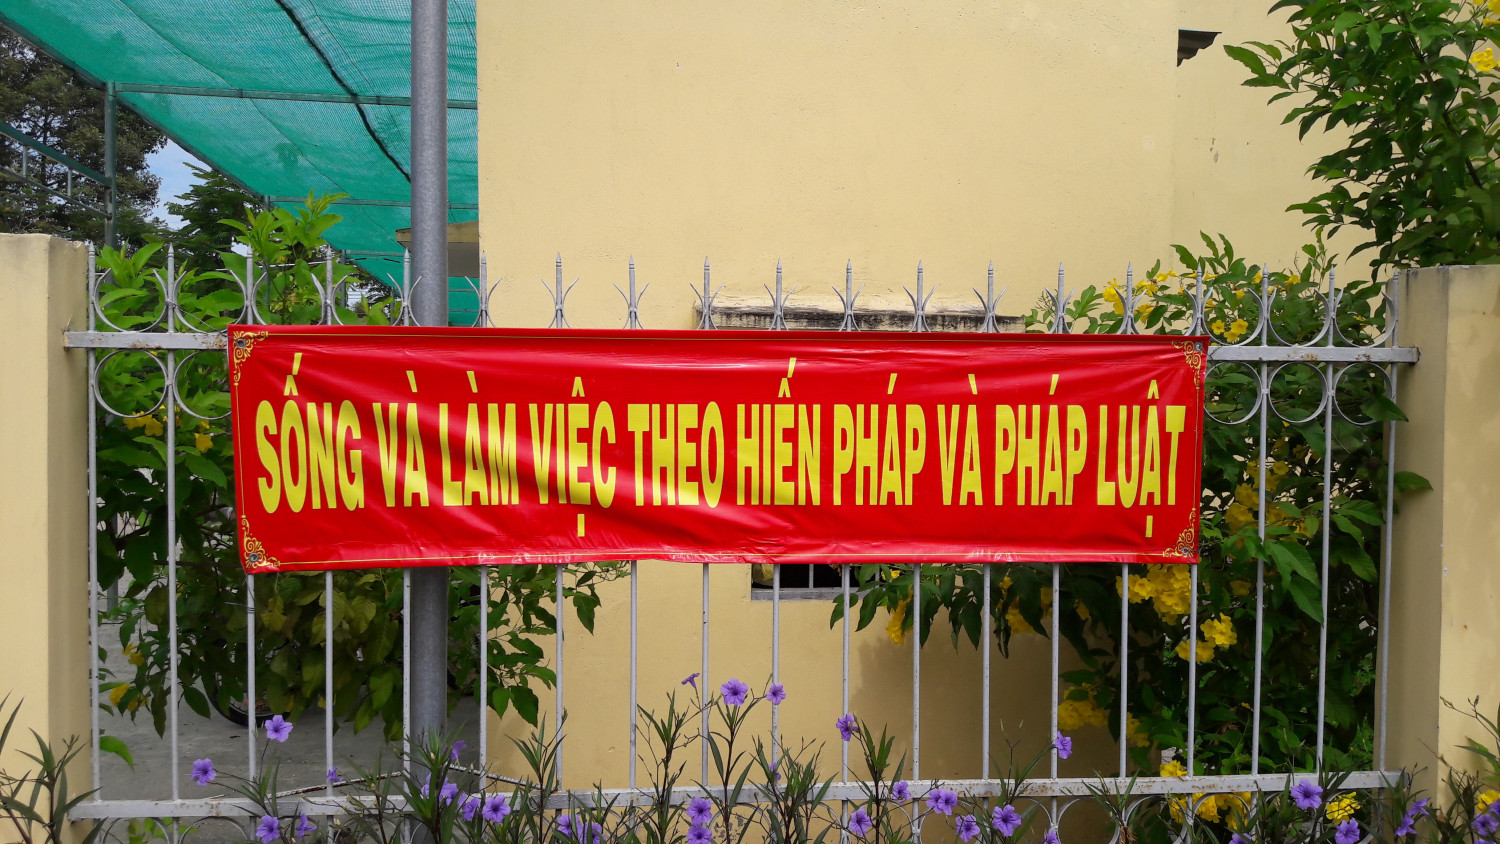 SỐNG VÀ LÀM VIỆC THEO HIẾN PHÁP VÀ PHÁP LUẬT